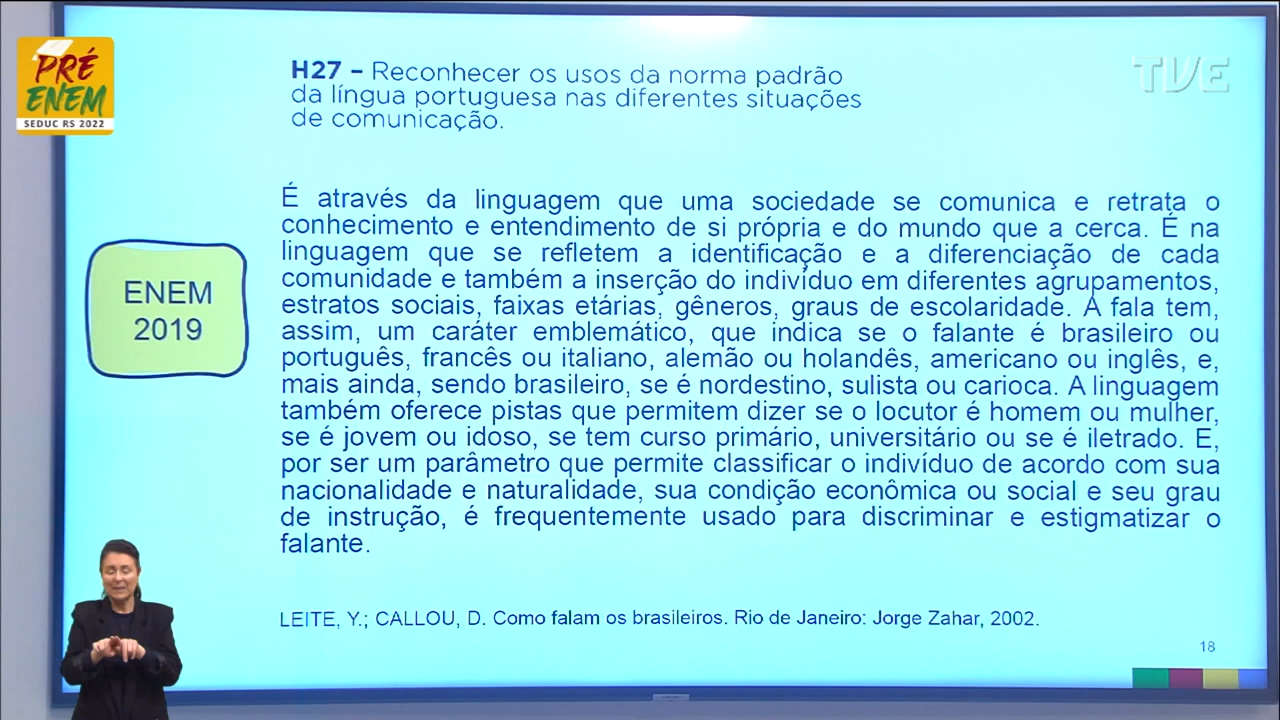 PRÉ
ENEM
SEDUC RS 2022
TVE
H27 – Reconhecer os usos da norma padrão
da língua portuguesa nas diferentes situações
de comunicação.
ENEM
2019
É através da linguagem que uma sociedade se comunica e retrata o
conhecimento e entendimento de si própria e do mundo que a cerca. É na
linguagem que se refletem a identificação e a diferenciação de cada
comunidade e também a inserção do indivíduo em diferentes agrupamentos,
estratos sociais, faixas etárias, gêneros, graus de escolaridade. A fala tem,
assim, um caráter emblemático, que indica se o falante é brasileiro ou
português, francês ou italiano, alemão ou holandês, americano ou inglês, e,
mais ainda, sendo brasileiro, se é nordestino, sulista ou carioca. A linguagem
também oferece pistas que permitem dizer se o locutor é homem ou mulher,
se é jovem ou idoso, se tem curso primário, universitário ou se é iletrado. E,
por ser um parâmetro que permite classificar o indivíduo de acordo com sua
nacionalidade e naturalidade, sua condição econômica ou social e seu grau
de instrução, é frequentemente usado para discriminar e estigmatizar o
falante.
LEITE, Y.; CALLOU, D. Como falam os brasileiros. Rio de Janeiro: Jorge Zahar, 2002.
18